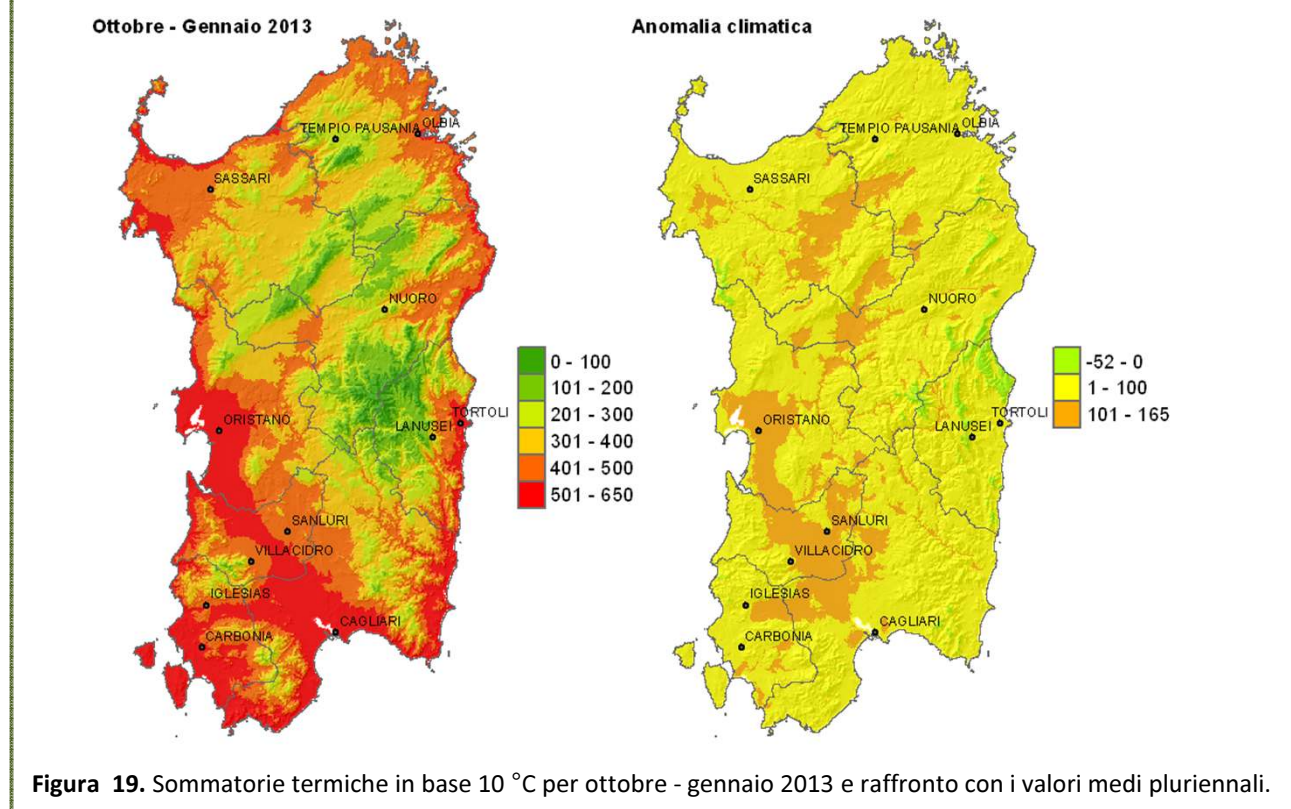 Ottobre - Gennaio 2013
TEMPIO PAUSANIA
OLBIA
SASSARI
NUORO
ORISTANO
TORTOLI
LANUSEI
SANLURI
VILLACIDRO
IGLESIAS
CARBONIA
CAGLIARI
0 - 100
101 - 200
201 - 300
301 - 400
401 - 500
501 - 650
Anomalia climatica
TEMPIO PAUSANIA
OLBIA
SASSARI
NUORO
ORISTANO
TORTOLI
LANUSEI
SANLURI
VILLACIDRO
IGLESIAS
CARBONIA
CAGLIARI
-52 - 0
1 - 100
101 - 165
Figura 19. Sommatorie termiche in base 10 °C per ottobre - gennaio 2013 e raffronto con i valori medi pluriennali.